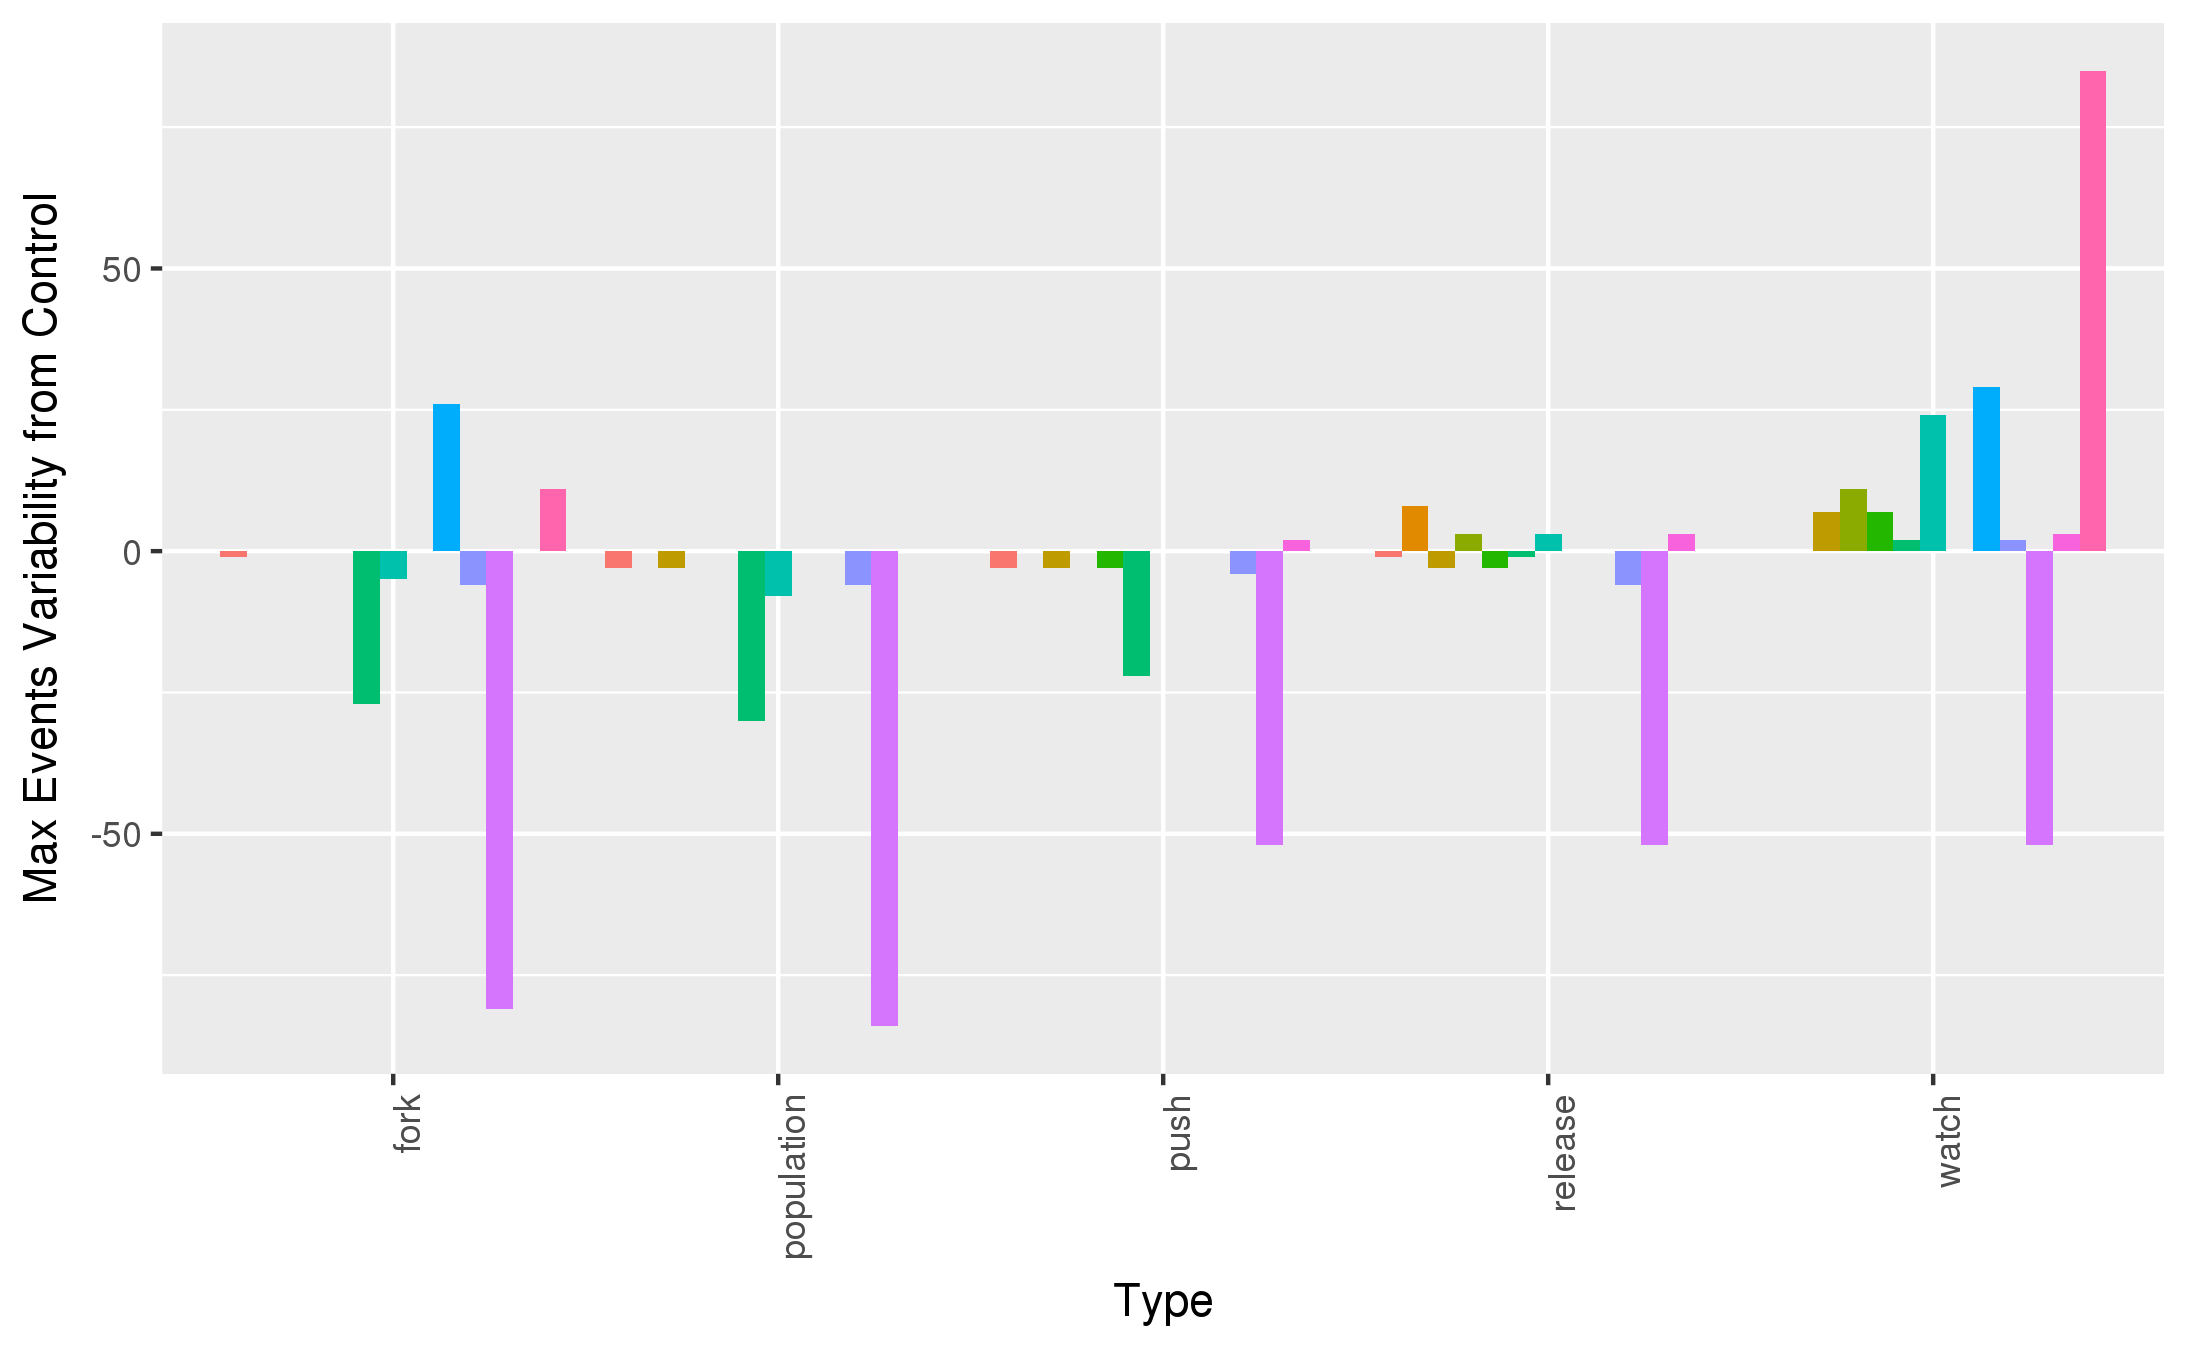 Max Events Variability from Control
50
0
-50
fork
population
push
release
watch
Type